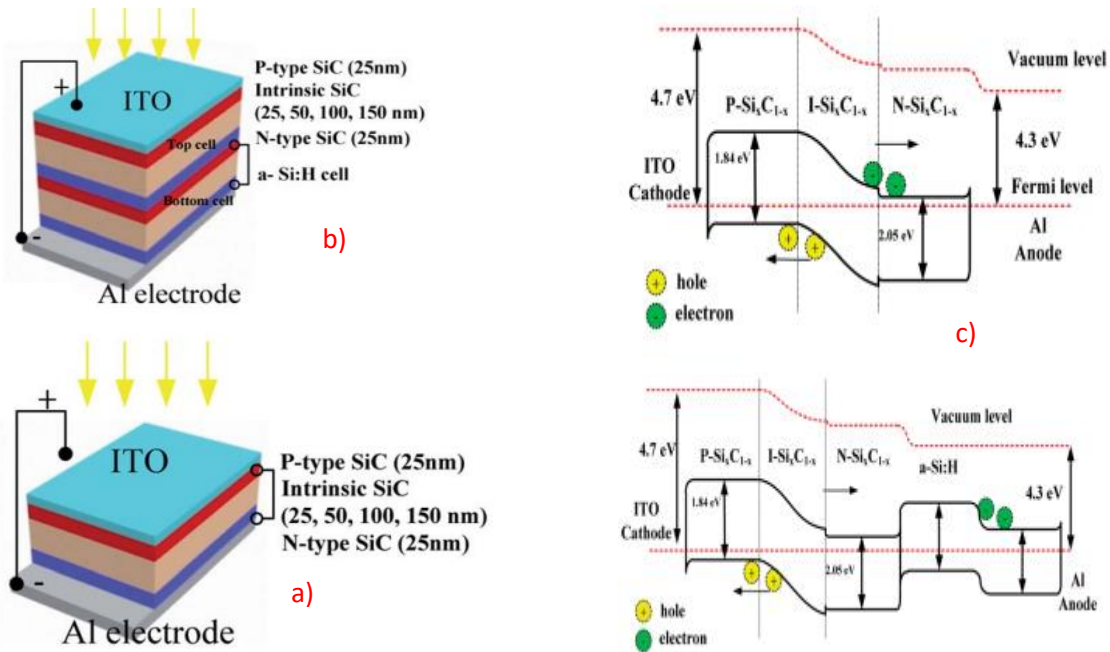 P-type SiC (25nm)
Intrinsic SiC
(25, 50, 100, 150 nm)
N-type SiC (25nm)
a- Si:H cell
+
ITO
Top cell
Bottom cell
-
Al electrode
b)
+
ITO
P-type SiC (25nm)
Intrinsic SiC
(25, 50, 100, 150 nm)
N-type SiC (25nm)
-
Al electrode
a)
Vacuum level
4.7 eV
P-SiₓC₁₋ₓ
I-SiₓC₁₋ₓ
N-SiₓC₁₋ₓ
4.3 eV
1.84 eV
ITO
Cathode
Fermi level
2.05 eV
Al
Anode
-
-
+
+
+
hole
-
electron
c)
Vacuum level
4.7 eV
P-SiₓC₁₋ₓ
I-SiₓC₁₋ₓ
N-SiₓC₁₋ₓ
a-Si:H
4.3 eV
1.84 eV
ITO
Cathode
2.05 eV
Al
Anode
-
-
+
+
+
hole
-
electron